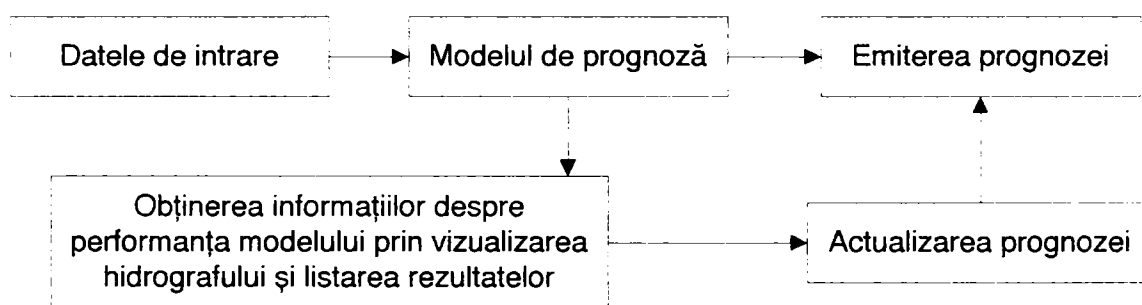 Datele de intrare
Modelul de prognoză
Emiterea prognozei
Obținerea informațiilor despre
performanța modelului prin vizualizarea
hidrografului și listarea rezultatelor
Actualizarea prognozei